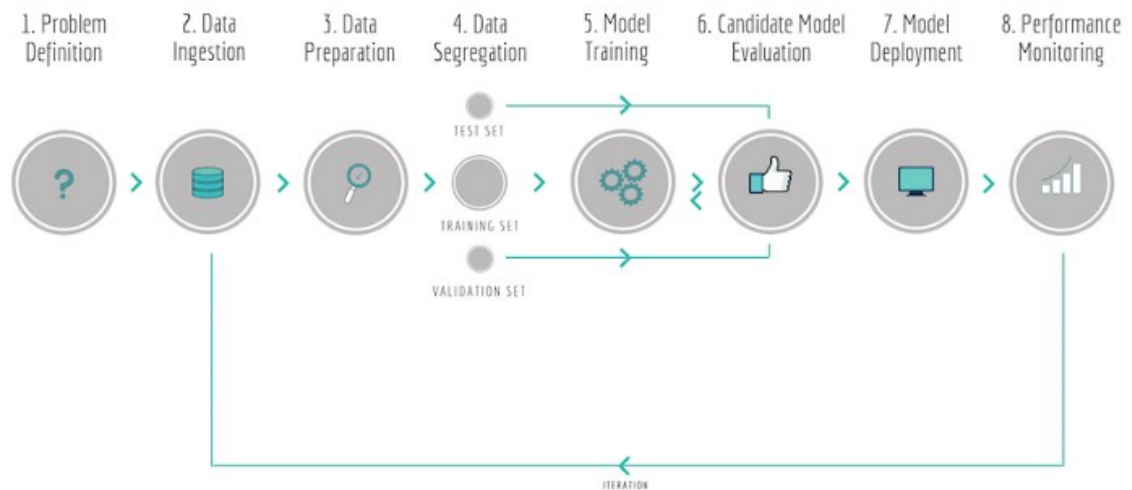 1. Problem
Definition
2. Data
Ingestion
3. Data
Preparation
4. Data
Segregation
5. Model
Training
6. Candidate Model
Evaluation
7. Model
Deployment
8. Performance
Monitoring
TEST SET
?
TRAINING SET
VALIDATION SET
ITERATION